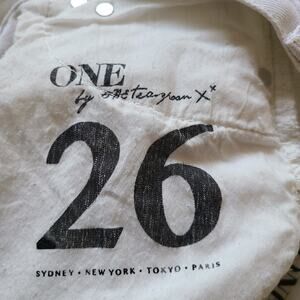 ONE
by
26
SYDNEY • NEW YORK • TOKYO • PARIS